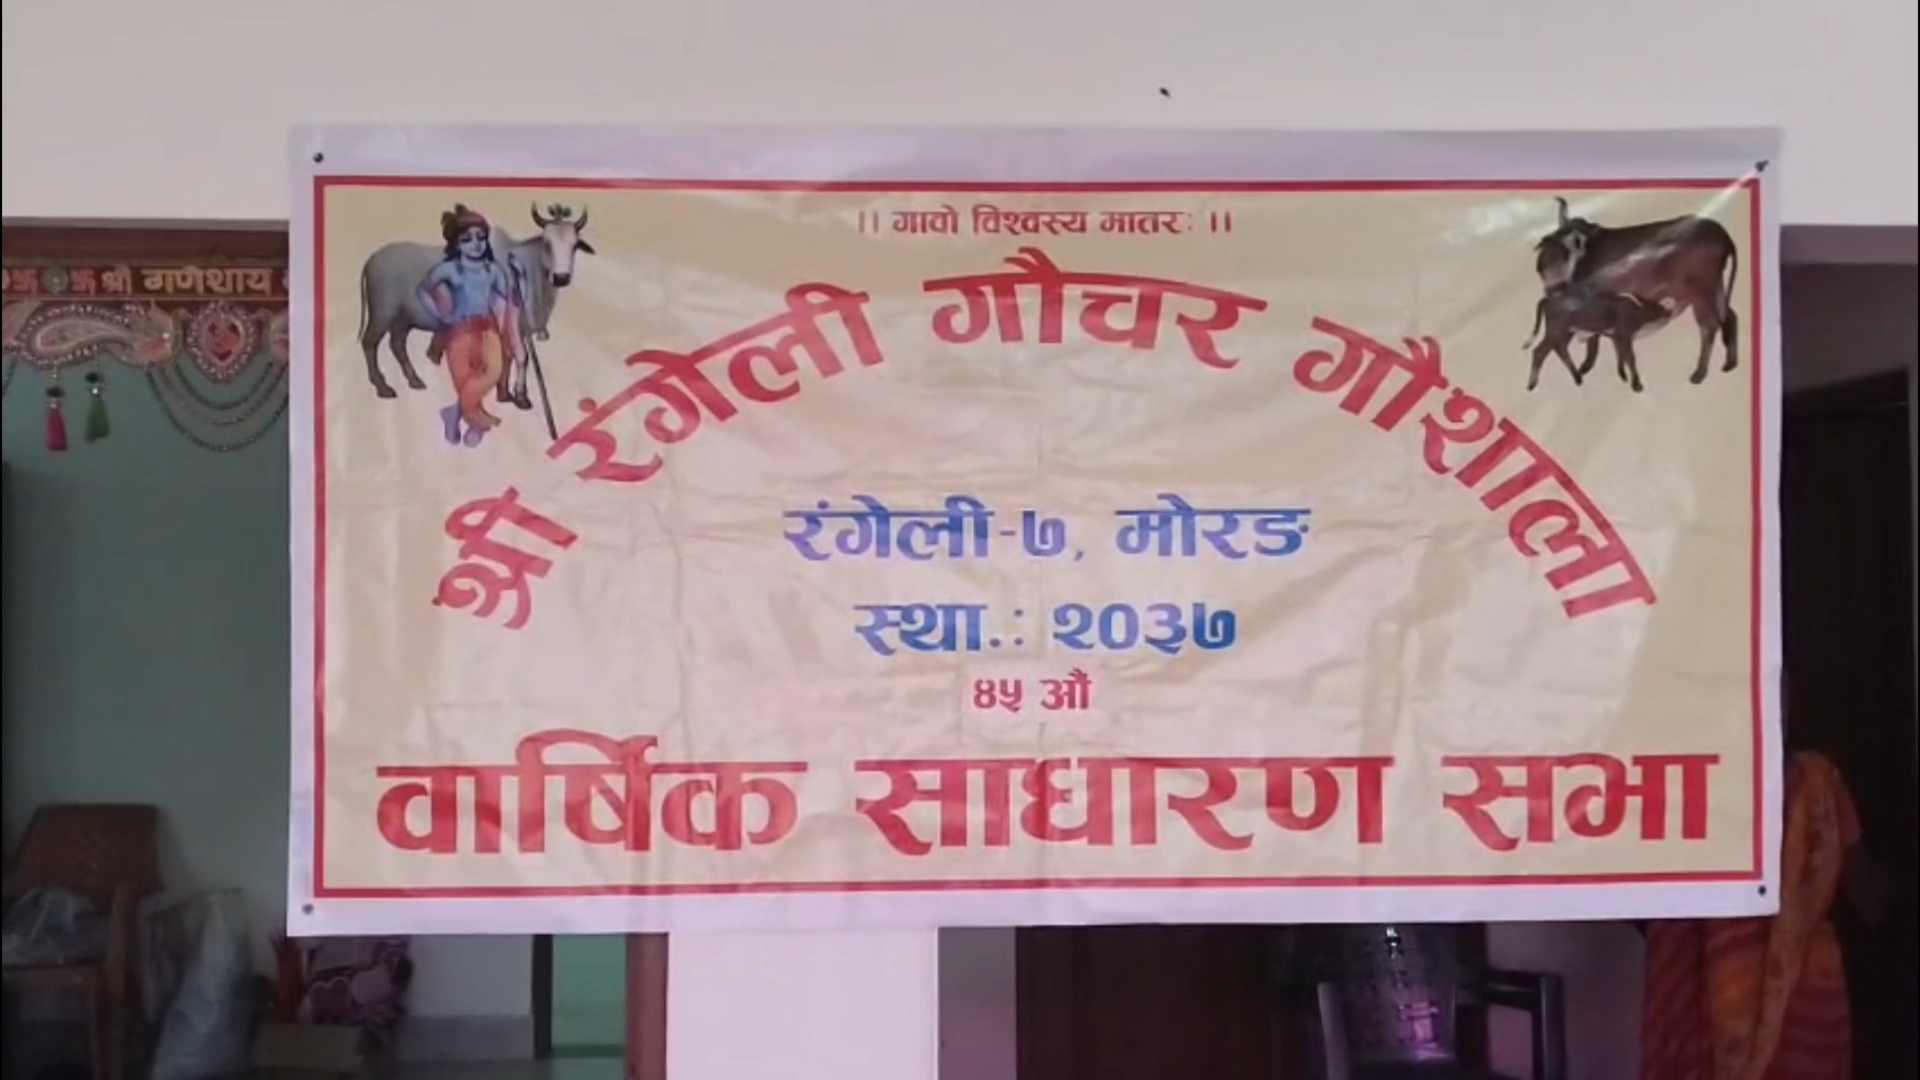 ।। गावो विश्वस्य मातरः ।।
श्री रंगेली गौचर गौशाला
रंगेली-७, मोरङ
स्था.: २०३७
४५ औं
वार्षिक साधारण सभा
श्री गणेशाय